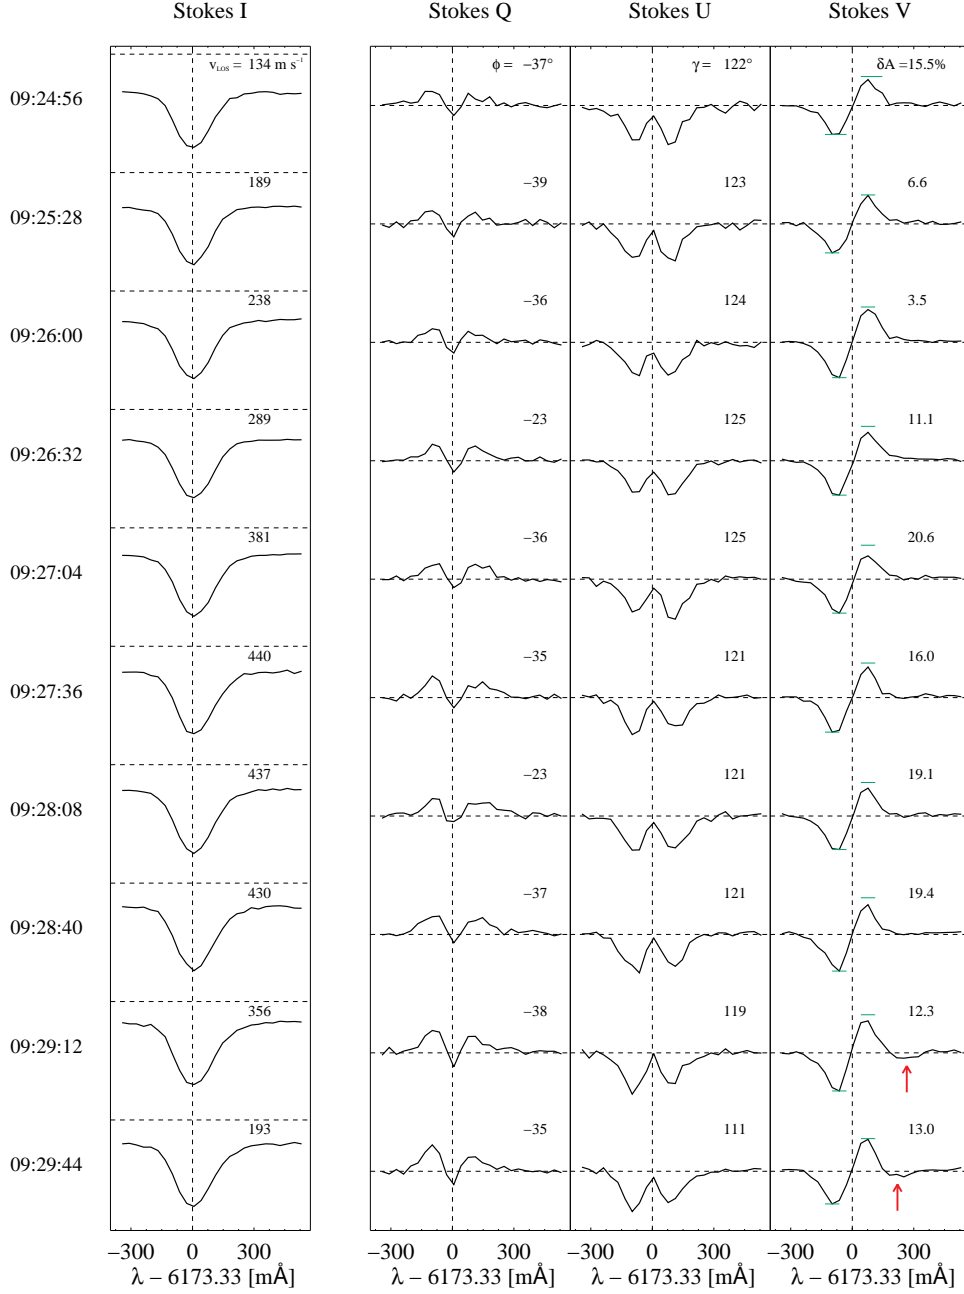 Stokes I Stokes Q Stokes U Stokes V
09:24:56 vLOS = 134 m s⁻¹ ϕ = −37° γ = 122° δA =15.5%
09:25:28 189 −39 123 6.6
09:26:00 238 −36 124 3.5
09:26:32 289 −23 125 11.1
09:27:04 381 −36 125 20.6
09:27:36 440 −35 121 16.0
09:28:08 437 −23 121 19.1
09:28:40 430 −37 121 19.4
09:29:12 356 −38 119 12.3
09:29:44 193 −35 111 13.0
−300 0 300 −300 0 300 −300 0 300 −300 0 300
λ − 6173.33 [mÅ] λ − 6173.33 [mÅ] λ − 6173.33 [mÅ] λ − 6173.33 [mÅ]